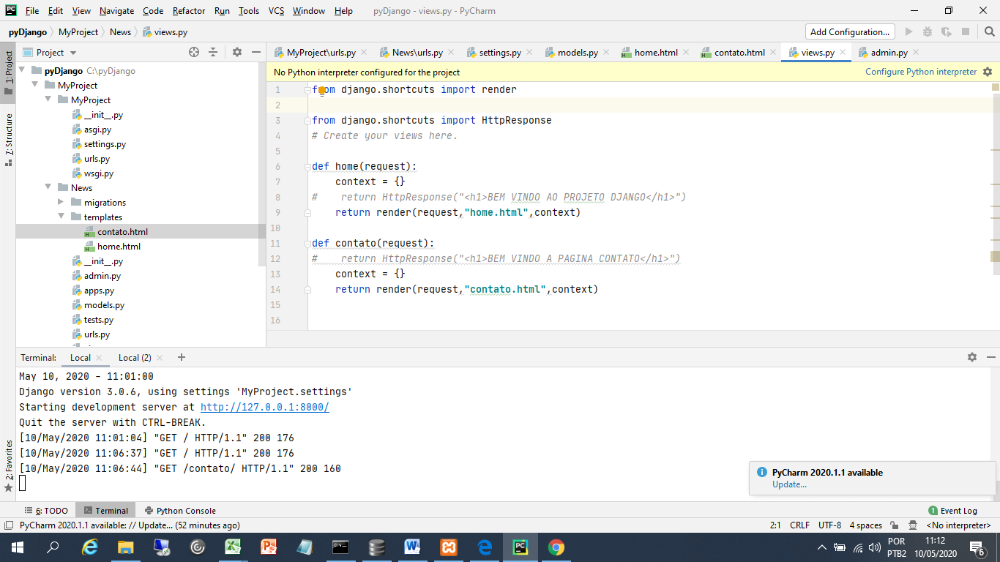 File Edit View Navigate Code Refactor Run Tools VCS Window Help pyDjango - views.py - PyCharm
pyDjango MyProject News views.py Add Configuration...
Project MyProject\urls.py News\urls.py settings.py models.py home.html contato.html views.py admin.py
1: Project
7: Structure
2: Favorites
pyDjango C:\pyDjango
MyProject
MyProject
__init__.py
asgi.py
settings.py
urls.py
wsgi.py
News
migrations
templates
contato.html
home.html
__init__.py
admin.py
apps.py
models.py
tests.py
urls.py
No Python interpreter configured for the project Configure Python interpreter
1 from django.shortcuts import render
2
3 from django.shortcuts import HttpResponse
4 # Create your views here.
5
6 def home(request):
7 context = {}
8 # return HttpResponse("<h1>BEM VINDO AO PROJETO DJANGO</h1>")
9 return render(request,"home.html",context)
10
11 def contato(request):
12 # return HttpResponse("<h1>BEM VINDO A PAGINA CONTATO</h1>")
13 context = {}
14 return render(request,"contato.html",context)
15
16
Terminal: Local Local (2)
May 10, 2020 - 11:01:00
Django version 3.0.6, using settings 'MyProject.settings'
Starting development server at http://127.0.0.1:8000/
Quit the server with CTRL-BREAK.
[10/May/2020 11:01:04] "GET / HTTP/1.1" 200 176
[10/May/2020 11:06:37] "GET / HTTP/1.1" 200 176
[10/May/2020 11:06:44] "GET /contato/ HTTP/1.1" 200 160
PyCharm 2020.1.1 available
Update...
6: TODO Terminal Python Console 1 Event Log
PyCharm 2020.1.1 available: // Update... (52 minutes ago) 2:1 CRLF UTF-8 4 spaces <No interpreter>
POR 11:12
PTB2 10/05/2020 6